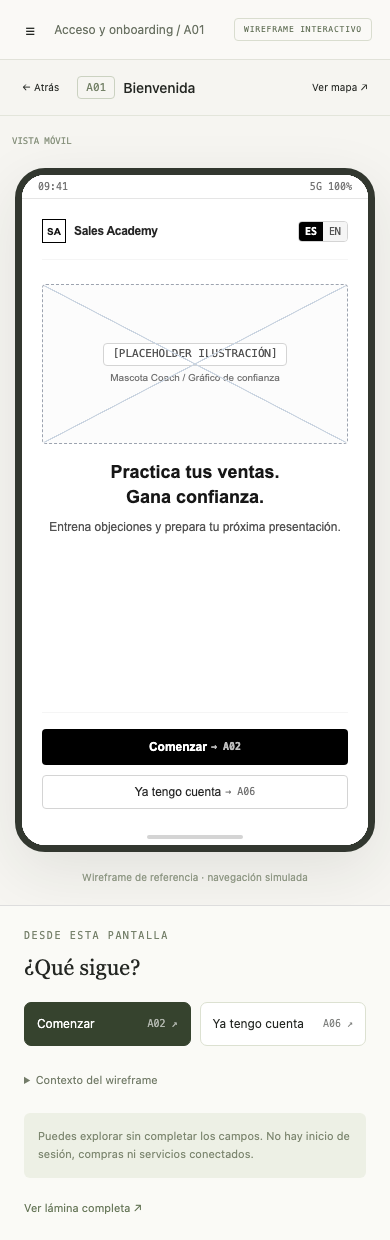 ≡ Acceso y onboarding / A01 WIREFRAME INTERACTIVO
← Atrás A01 Bienvenida Ver mapa ↗
VISTA MÓVIL
09:41 5G 100%
SA Sales Academy ES EN
[PLACEHOLDER ILUSTRACIÓN]
Mascota Coach / Gráfico de confianza
Practica tus ventas.
Gana confianza.
Entrena objeciones y prepara tu próxima presentación.
Comenzar → A02
Ya tengo cuenta → A06
Wireframe de referencia · navegación simulada
DESDE ESTA PANTALLA
¿Qué sigue?
Comenzar A02 ↗ Ya tengo cuenta A06 ↗
▶ Contexto del wireframe
Puedes explorar sin completar los campos. No hay inicio de
sesión, compras ni servicios conectados.
Ver lámina completa ↗